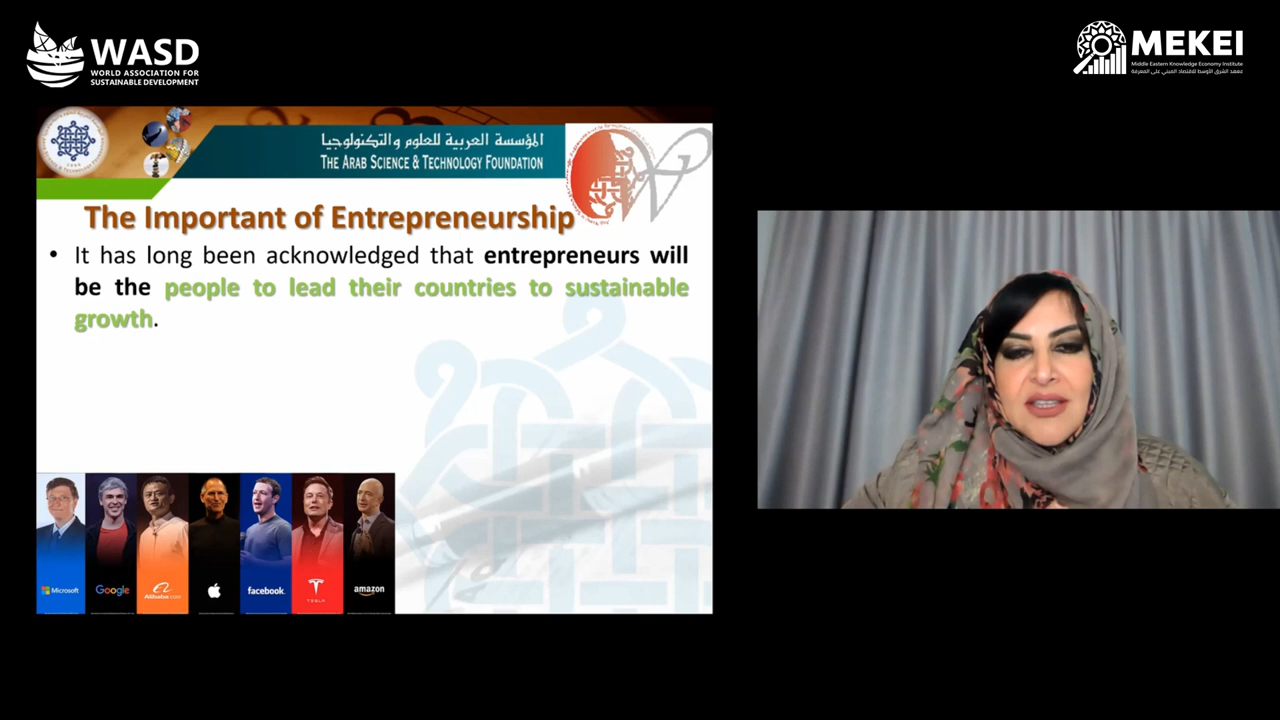 WASD
WORLD ASSOCIATION FOR
SUSTAINABLE DEVELOPMENT
MEKEI
Middle Eastern Knowledge Economy Institute
معهد الشرق الأوسط للاقتصاد المبني على المعرفة
المؤسسة العربية للعلوم والتكنولوجيا
THE ARAB SCIENCE & TECHNOLOGY FOUNDATION
The Important of Entrepreneurship
• It has long been acknowledged that entrepreneurs will
be the people to lead their countries to sustainable
growth.
Microsoft
Google
Alibaba.com
facebook.
TESLA
amazon